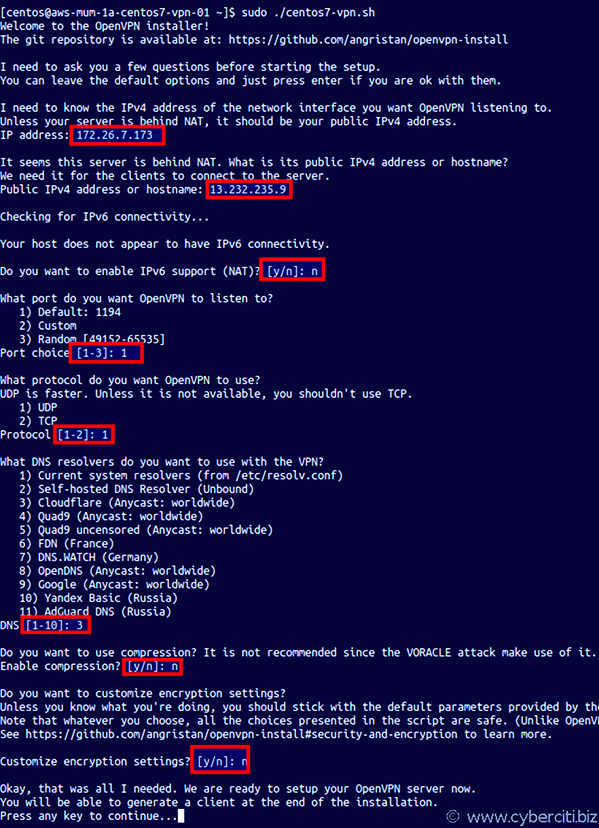 [centos@aws-mum-1a-centos7-vpn-01 ~]$ sudo ./centos7-vpn.sh
Welcome to the OpenVPN installer!
The git repository is available at: https://github.com/angristan/openvpn-install
I need to ask you a few questions before starting the setup.
You can leave the default options and just press enter if you are ok with them.
I need to know the IPv4 address of the network interface you want OpenVPN listening to.
Unless your server is behind NAT, it should be your public IPv4 address.
IP address: 172.26.7.173
It seems this server is behind NAT. What is its public IPv4 address or hostname?
We need it for the clients to connect to the server.
Public IPv4 address or hostname: 13.232.235.9
Checking for IPv6 connectivity...
Your host does not appear to have IPv6 connectivity.
Do you want to enable IPv6 support (NAT)? [y/n]: n
What port do you want OpenVPN to listen to?
1) Default: 1194
2) Custom
3) Random [49152-65535]
Port choice [1-3]: 1
What protocol do you want OpenVPN to use?
UDP is faster. Unless it is not available, you shouldn't use TCP.
1) UDP
2) TCP
Protocol [1-2]: 1
What DNS resolvers do you want to use with the VPN?
1) Current system resolvers (from /etc/resolv.conf)
2) Self-hosted DNS Resolver (Unbound)
3) Cloudflare (Anycast: worldwide)
4) Quad9 (Anycast: worldwide)
5) Quad9 uncensored (Anycast: worldwide)
6) FDN (France)
7) DNS.WATCH (Germany)
8) OpenDNS (Anycast: worldwide)
9) Google (Anycast: worldwide)
10) Yandex Basic (Russia)
11) AdGuard DNS (Russia)
DNS [1-10]: 3
Do you want to use compression? It is not recommended since the VORACLE attack make use of it.
Enable compression? [y/n]: n
Do you want to customize encryption settings?
Unless you know what you're doing, you should stick with the default parameters provided by the
Note that whatever you choose, all the choices presented in the script are safe. (Unlike OpenV
See https://github.com/angristan/openvpn-install#security-and-encryption to learn more.
Customize encryption settings? [y/n]: n
Okay, that was all I needed. We are ready to setup your OpenVPN server now.
You will be able to generate a client at the end of the installation.
Press any key to continue...
© www.cyberciti.biz